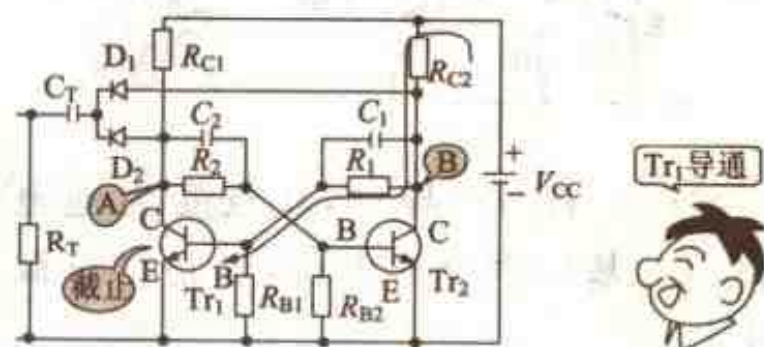 D₁
R_C1
R_C2
C_T
C₂
C₁
D₂
R₂
R₁
B
A
V_CC
+
−
Tr₁导通
C
B
C
R_T
E
B
E
Tr₂
截止
Tr₁
R_B1
R_B2